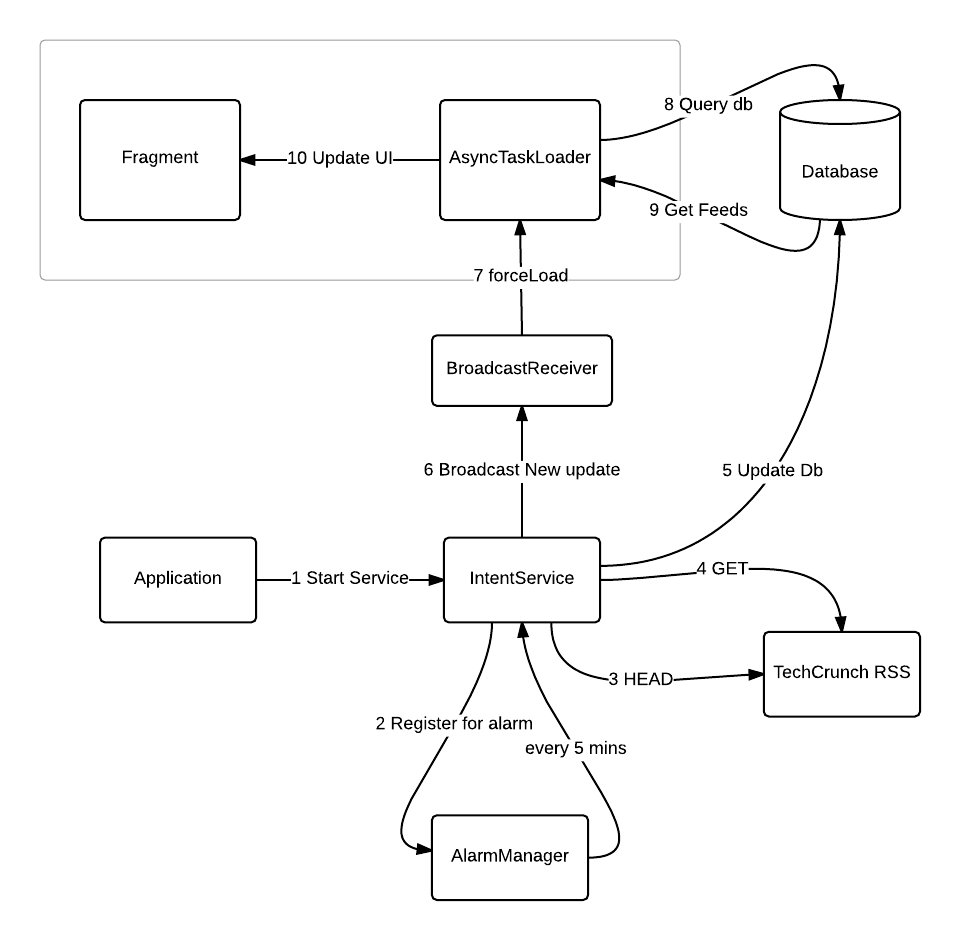 8 Query db
Fragment
10 Update UI
AsyncTaskLoader
Database
9 Get Feeds
7 forceLoad
BroadcastReceiver
6 Broadcast New update
5 Update Db
Application
1 Start Service
IntentService
4 GET
3 HEAD
TechCrunch RSS
2 Register for alarm
every 5 mins
AlarmManager